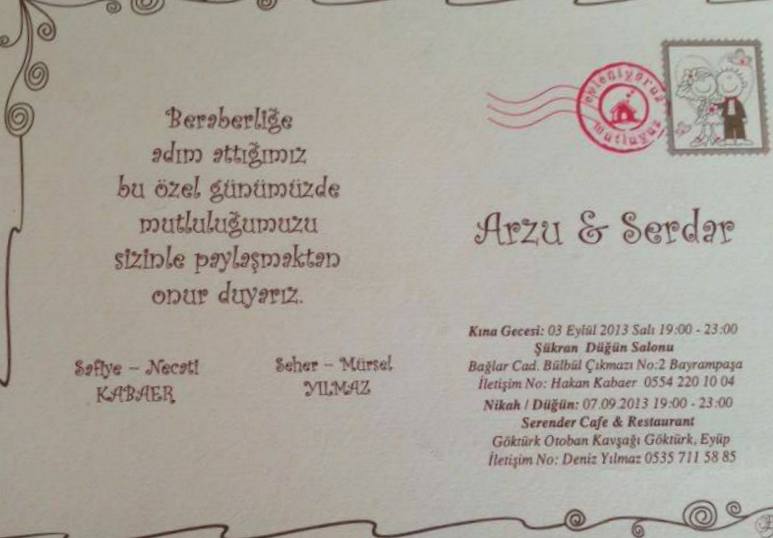 Beraberliğe
adım attığımız
bu özel günümüzde
mutluluğumuzu
sizinle paylaşmaktan
onur duyarız.
Safiye – Necati
KABAER
Seher – Mürsel
YILMAZ
evleniyoruz
mutluyuz
Arzu & Serdar
Kına Gecesi: 03 Eylül 2013 Salı 19:00 - 23:00
Şükran Düğün Salonu
Bağlar Cad. Bülbül Çıkmazı No:2 Bayrampaşa
İletişim No: Hakan Kabaer 0554 220 10 04
Nikah / Düğün: 07.09.2013 19:00 - 23:00
Serender Cafe & Restaurant
Göktürk Otoban Kavşağı Göktürk, Eyüp
İletişim No: Deniz Yılmaz 0535 711 58 85